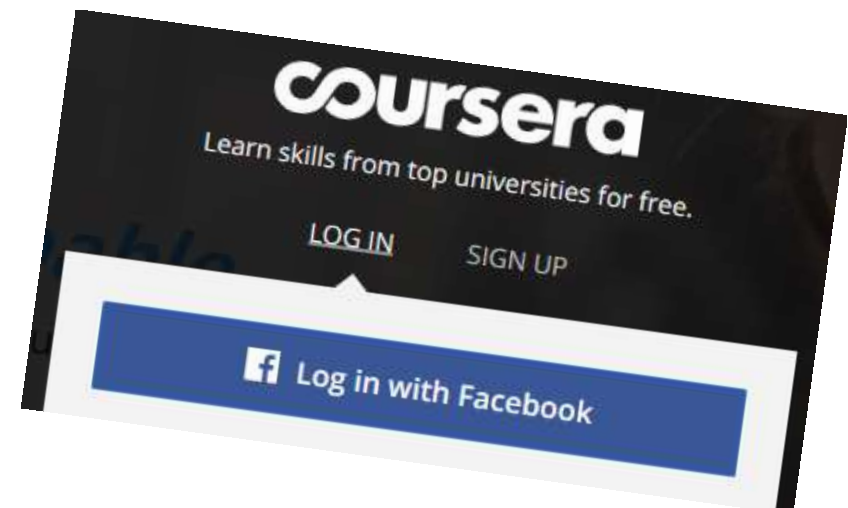 coursera
Learn skills from top universities for free.
LOG IN SIGN UP
Log in with Facebook